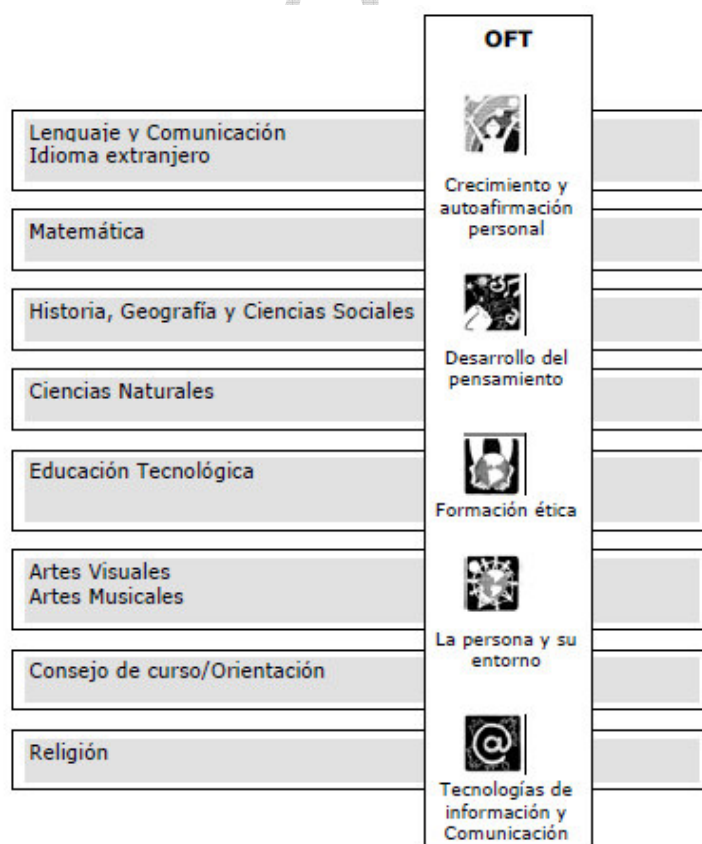 OFT
Lenguaje y Comunicación
Idioma extranjero
Crecimiento y
autoafirmación
personal
Matemática
Historia, Geografía y Ciencias Sociales
Desarrollo del
pensamiento
Ciencias Naturales
Educación Tecnológica
Formación ética
Artes Visuales
Artes Musicales
La persona y su
entorno
Consejo de curso/Orientación
Religión
@
Tecnologías de
información y
Comunicación